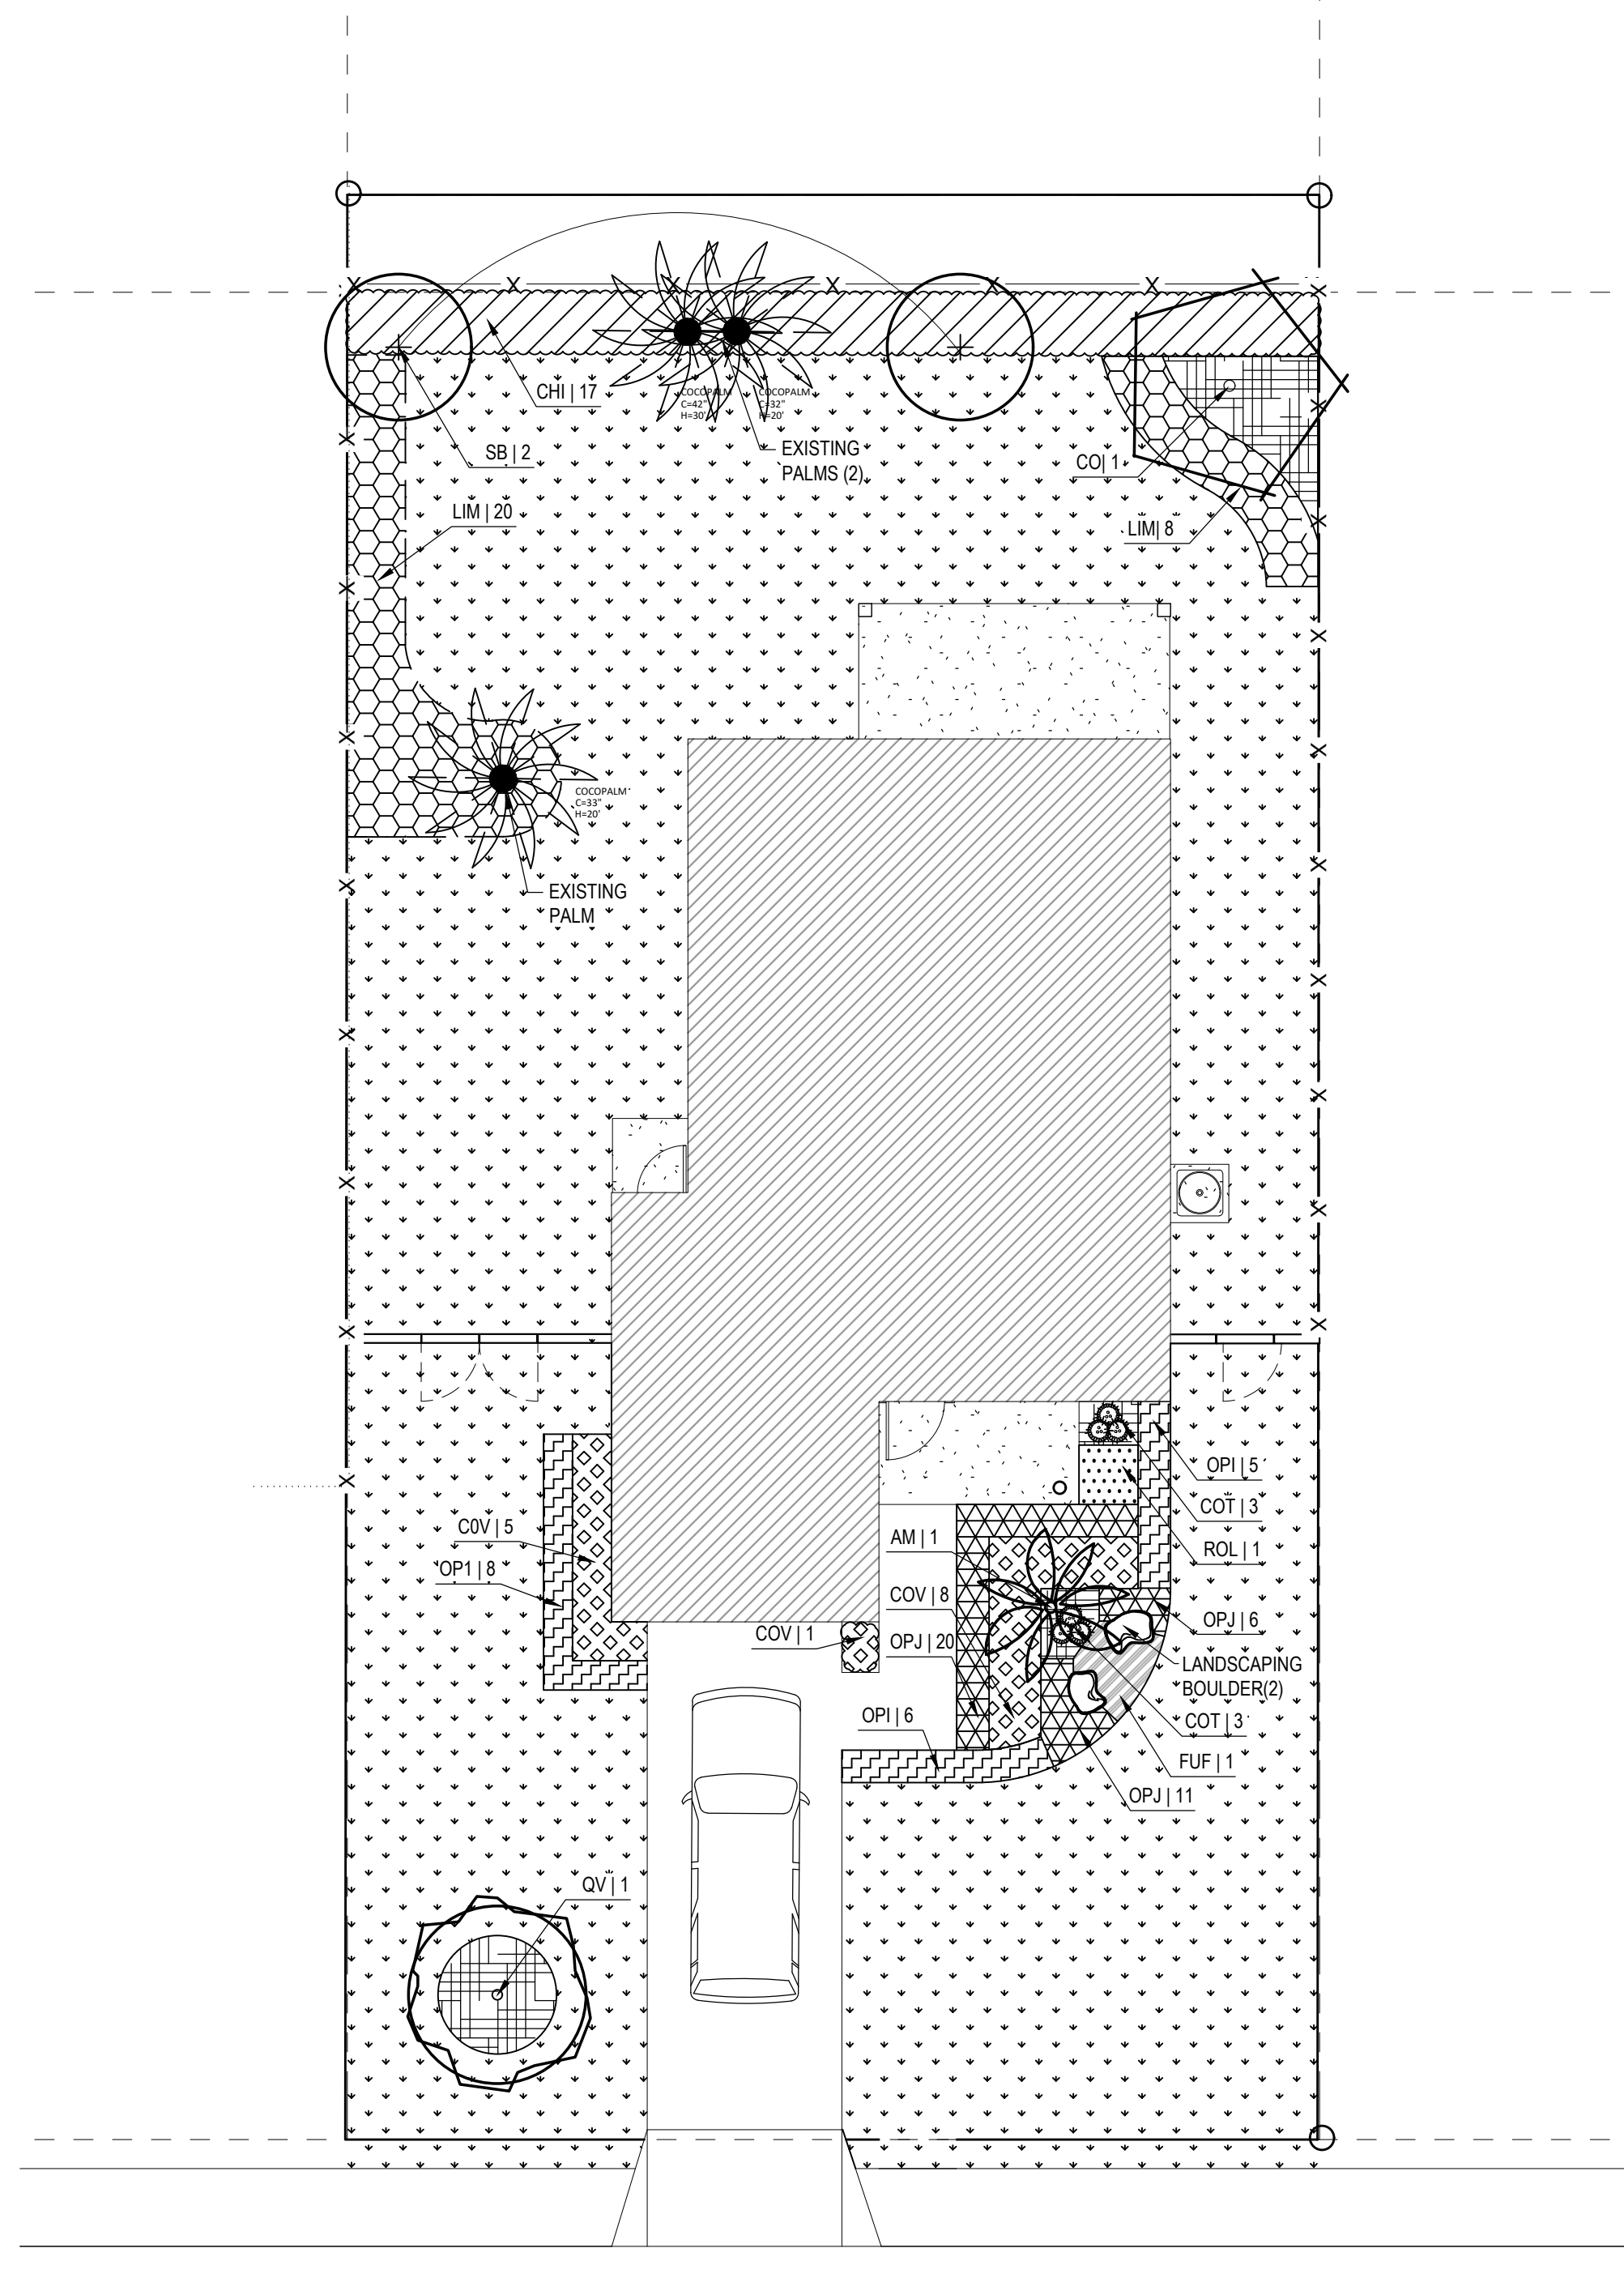 CHI | 17
COCOPALM
C=42"
H=30'
COCOPALM
C=32"
H=20'
SB | 2
EXISTING
PALMS (2)
CO| 1
LIM | 20
LIM| 8
COCOPALM
C=33"
H=20'
EXISTING
PALM
OPI | 5
COT | 3
C0V | 5
AM | 1
ROL | 1
OP1 | 8
COV | 8
COV | 1
OPJ | 20
OPJ | 6
LANDSCAPING
BOULDER(2)
OPI | 6
COT | 3
FUF | 1
OPJ | 11
QV | 1